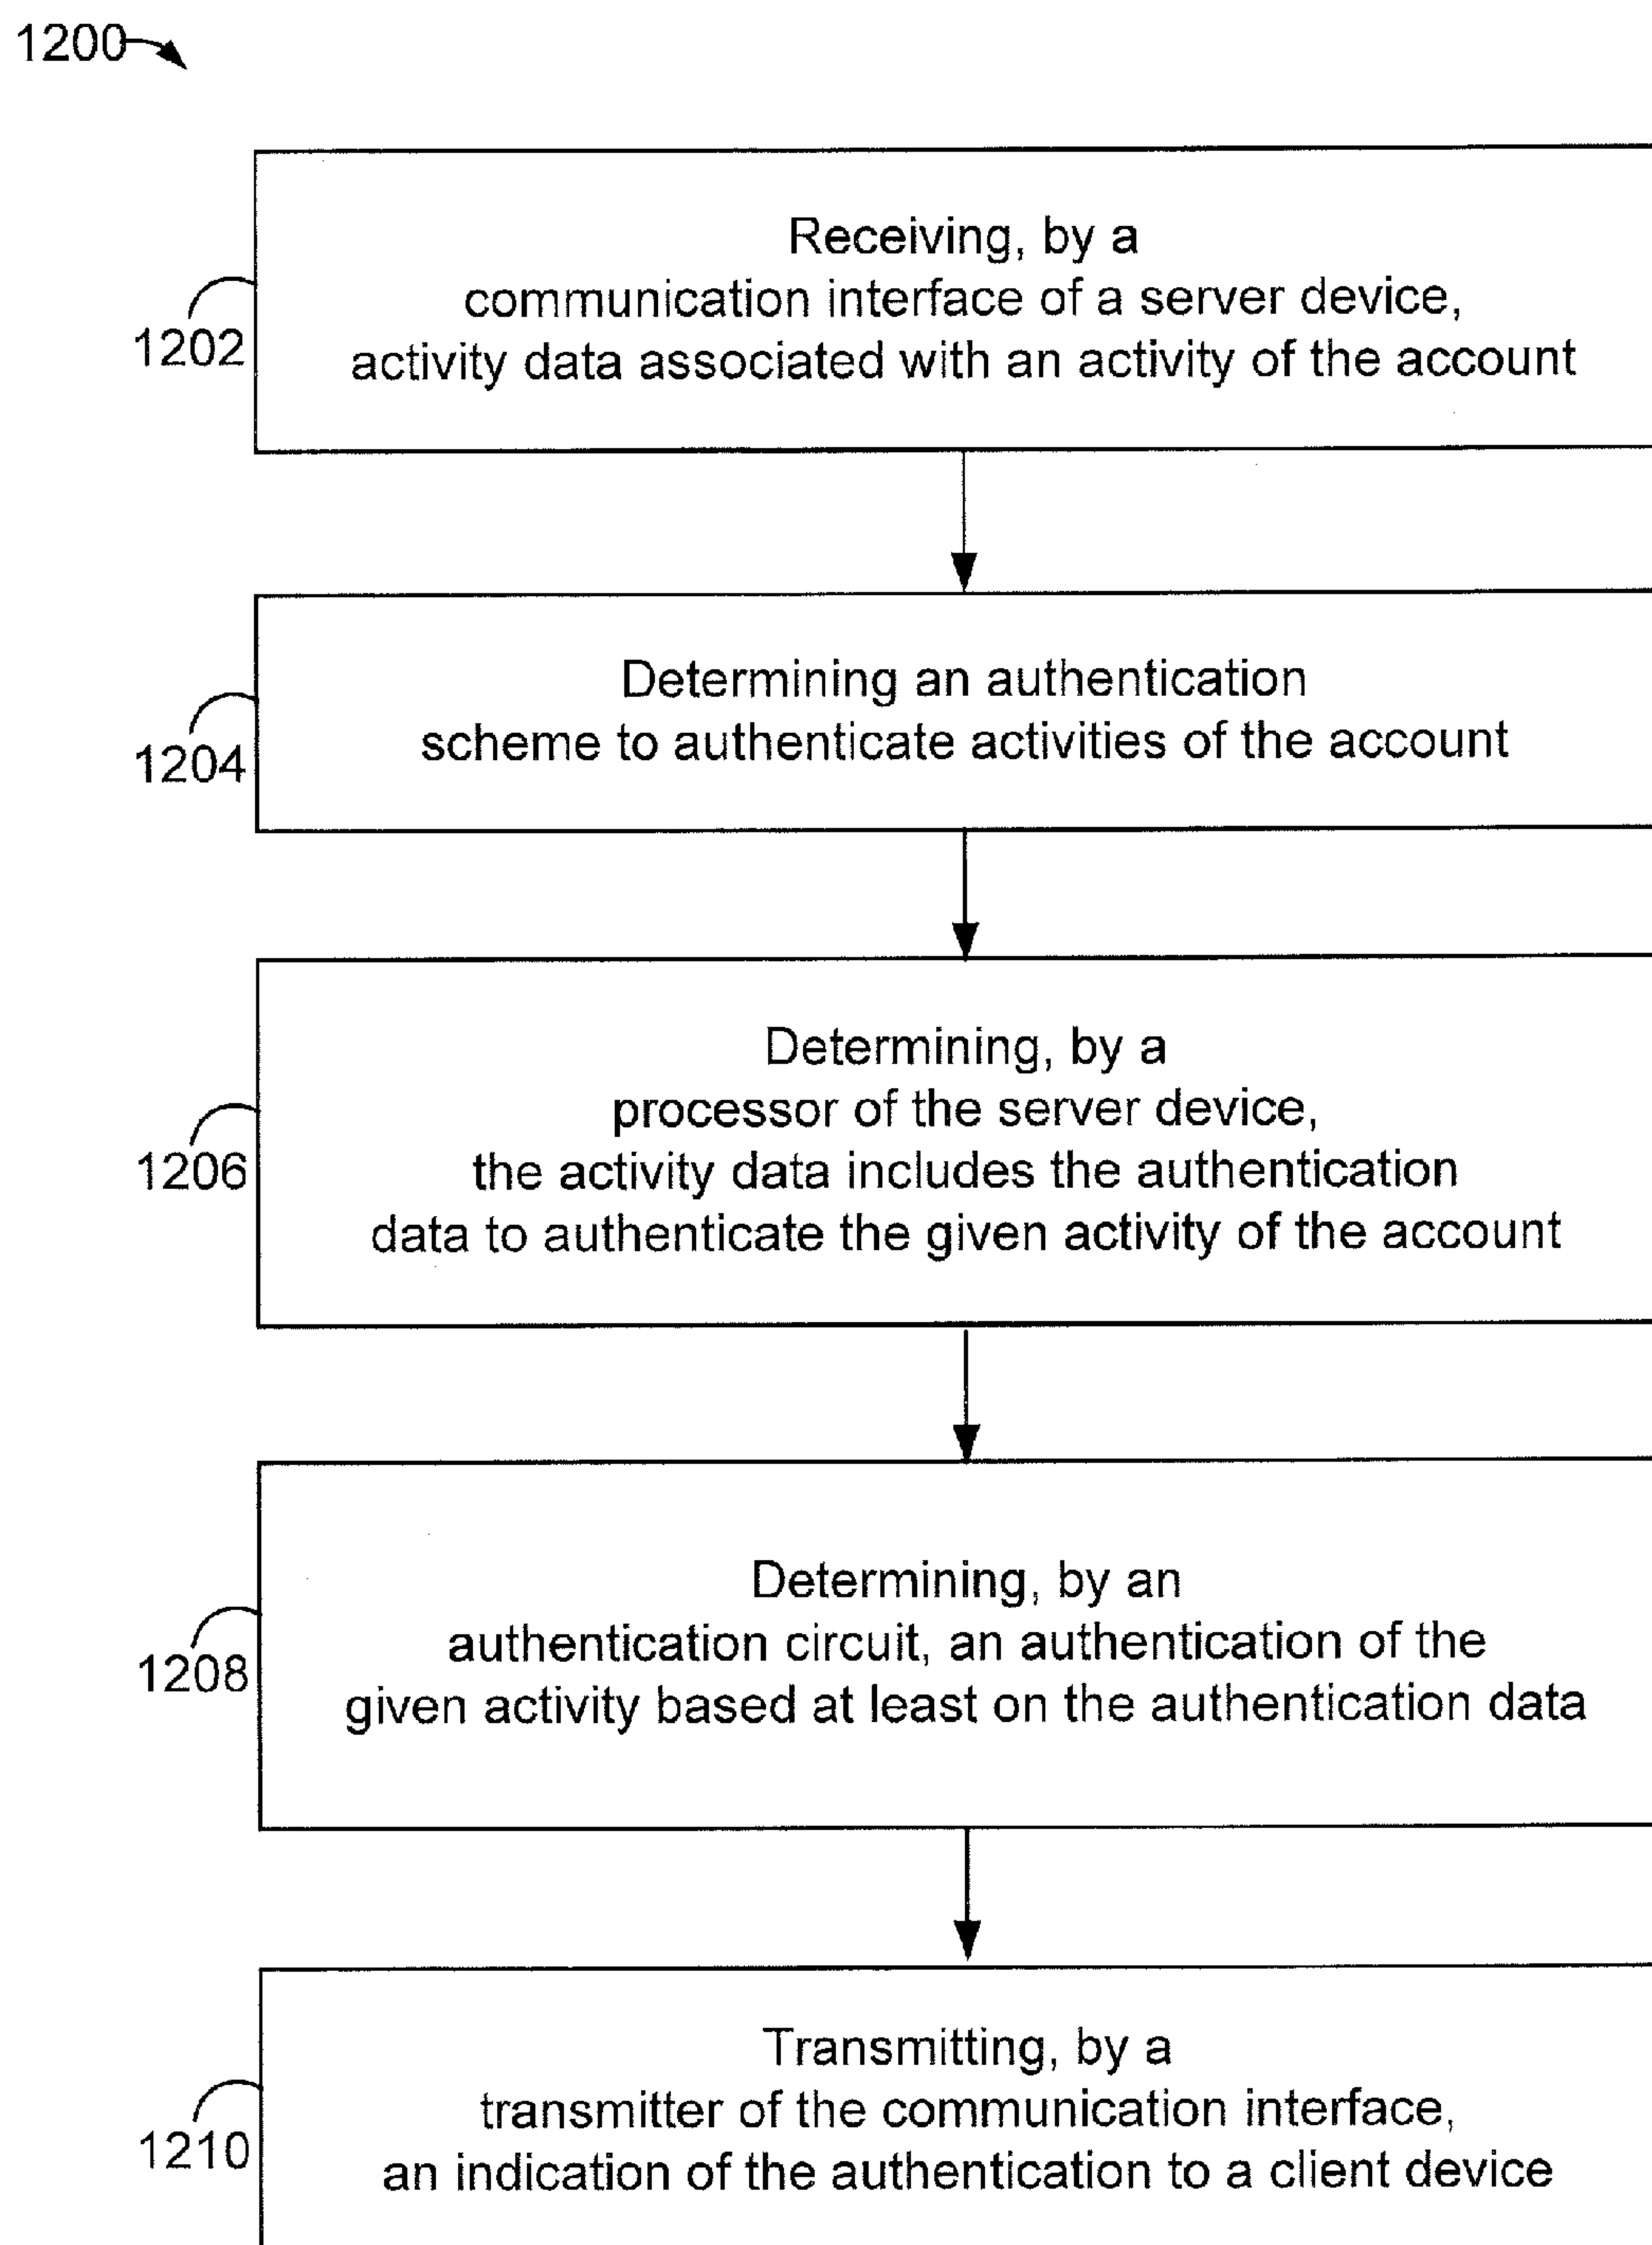 1200
Receiving, by a
communication interface of a server device,
activity data associated with an activity of the account
1202
Determining an authentication
scheme to authenticate activities of the account
1204
Determining, by a
processor of the server device,
the activity data includes the authentication
data to authenticate the given activity of the account
1206
Determining, by an
authentication circuit, an authentication of the
given activity based at least on the authentication data
1208
Transmitting, by a
transmitter of the communication interface,
an indication of the authentication to a client device
1210